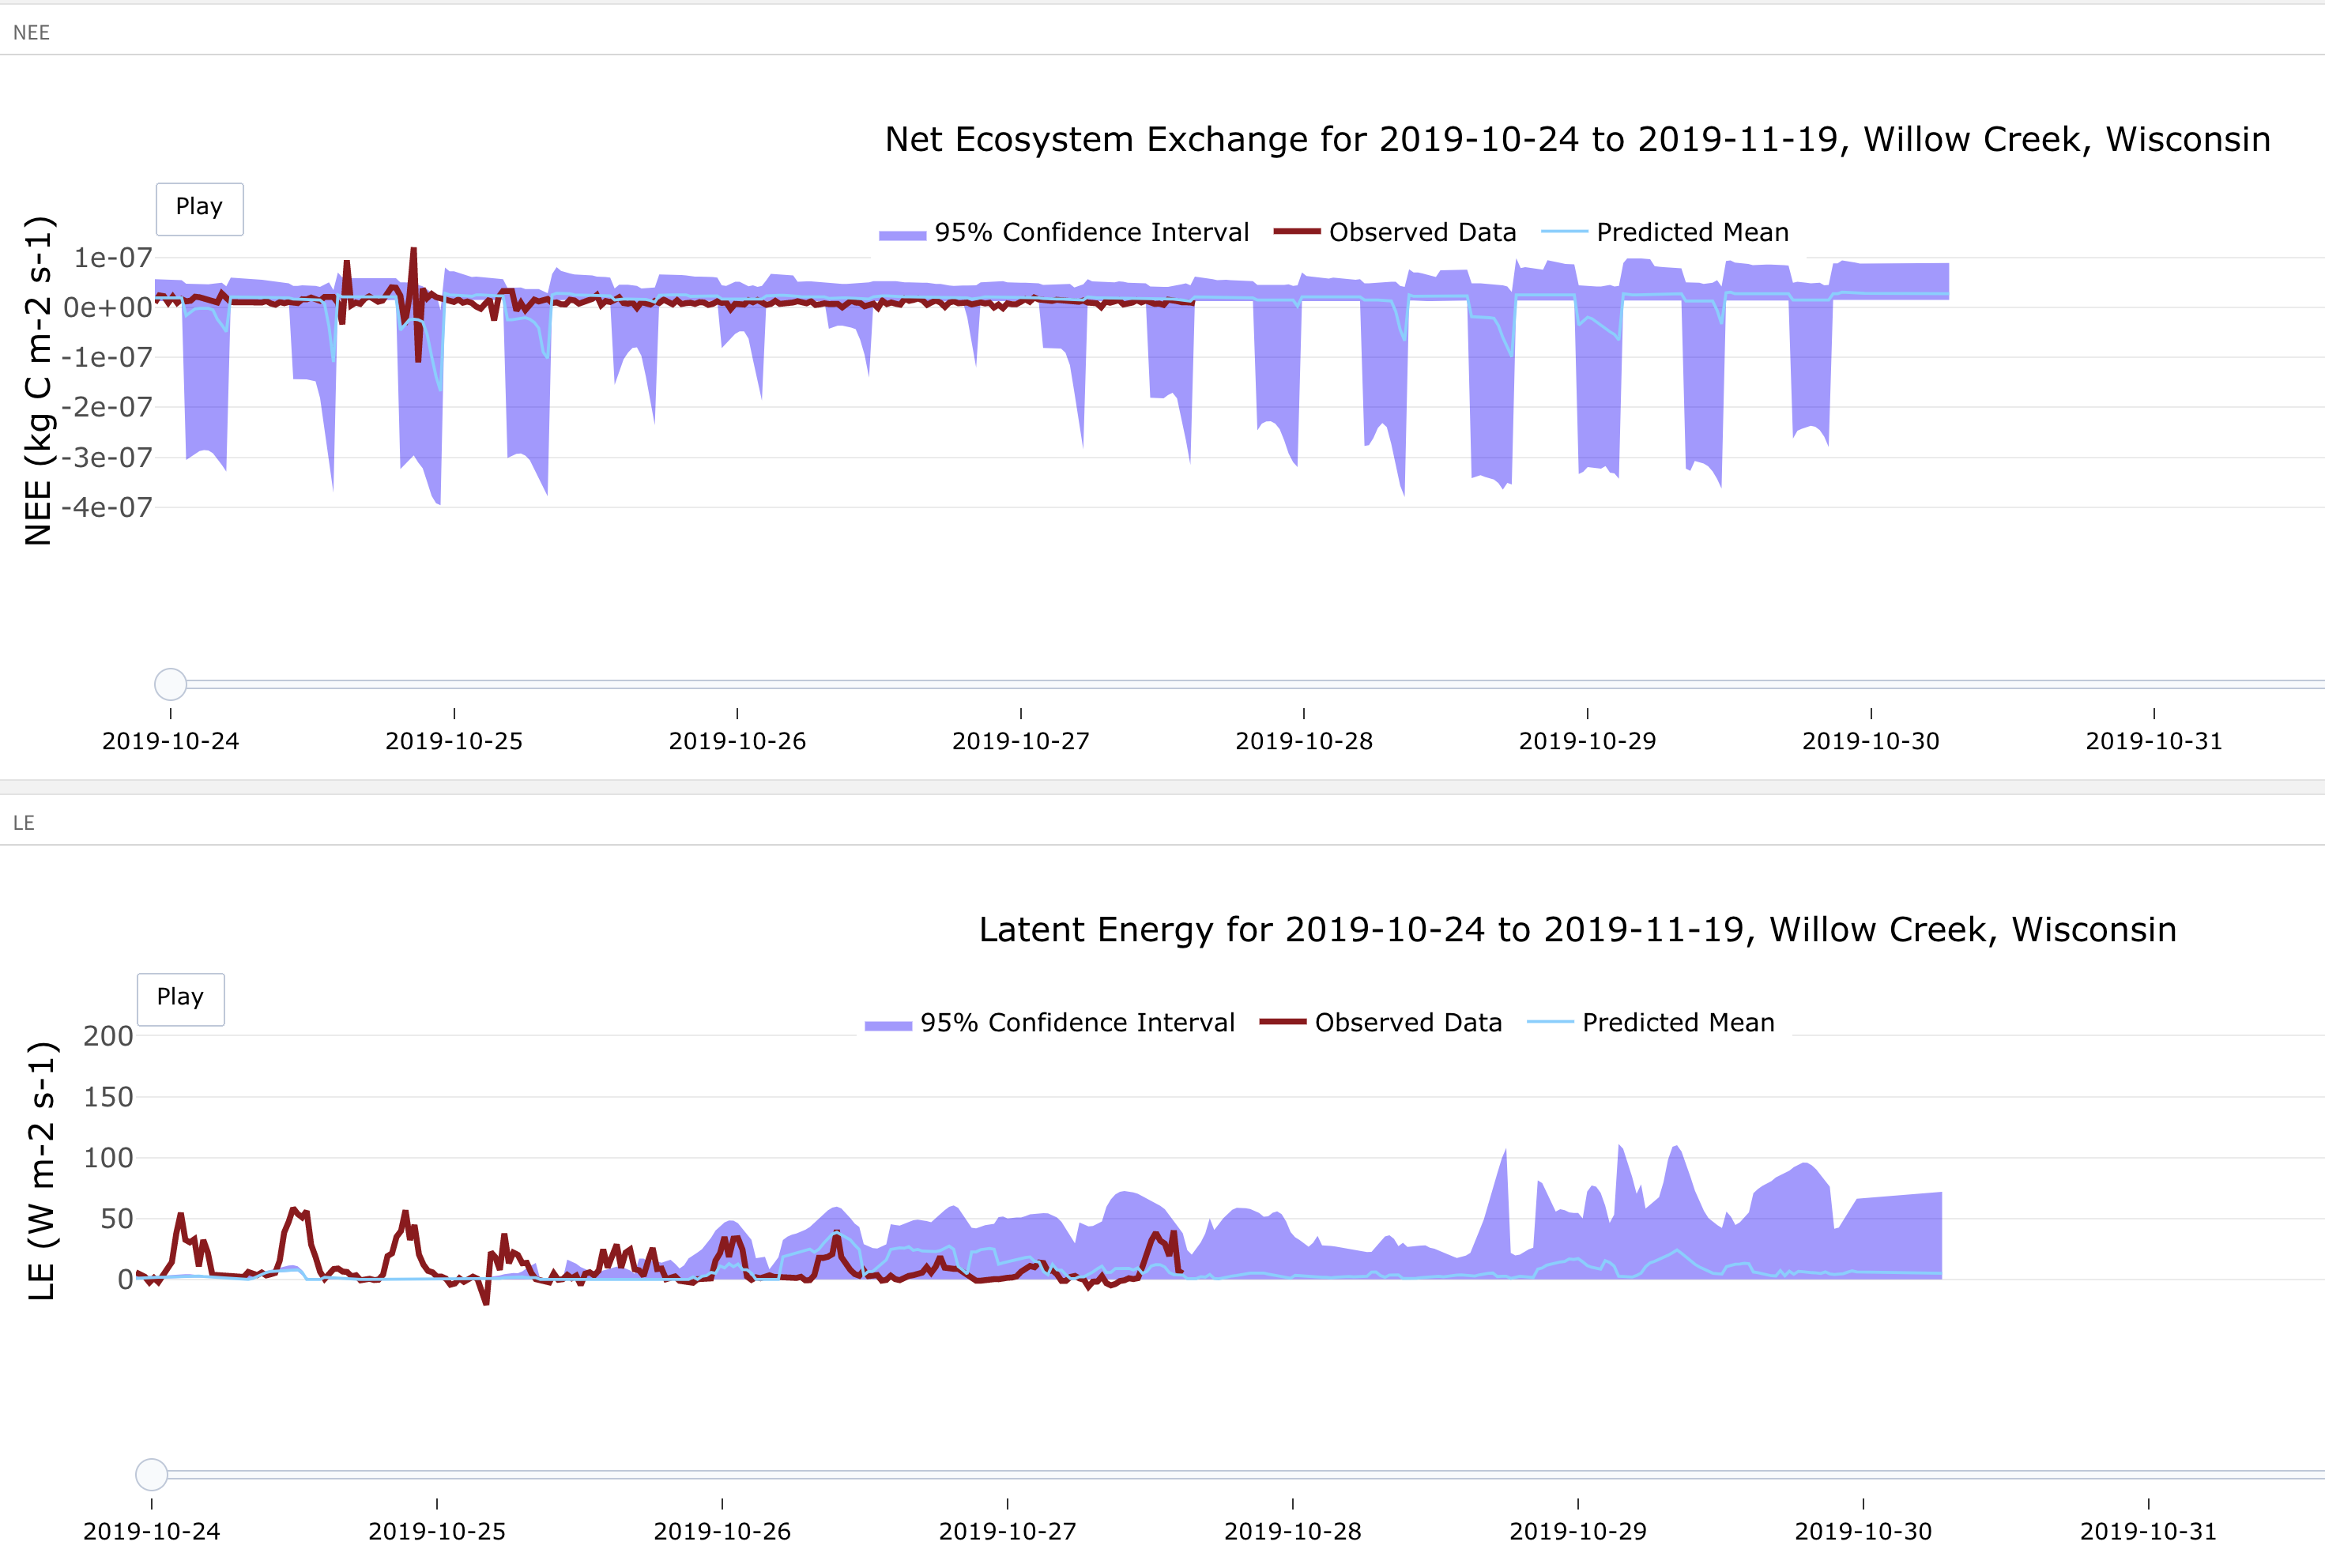 NEE
Net Ecosystem Exchange for 2019-10-24 to 2019-11-19, Willow Creek, Wisconsin
Play
95% Confidence Interval Observed Data Predicted Mean
NEE (kg C m-2 s-1)
1e-07
0e+00
-1e-07
-2e-07
-3e-07
-4e-07
2019-10-24 2019-10-25 2019-10-26 2019-10-27 2019-10-28 2019-10-29 2019-10-30 2019-10-31
LE
Latent Energy for 2019-10-24 to 2019-11-19, Willow Creek, Wisconsin
Play
95% Confidence Interval Observed Data Predicted Mean
LE (W m-2 s-1)
200
150
100
50
0
2019-10-24 2019-10-25 2019-10-26 2019-10-27 2019-10-28 2019-10-29 2019-10-30 2019-10-31